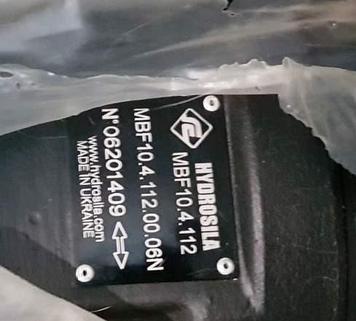 HYDROSILA
MBF10.4.112
MBF10.4.112.00.06N
N°06201409
www.hydrosila.com
MADE IN UKRAINE